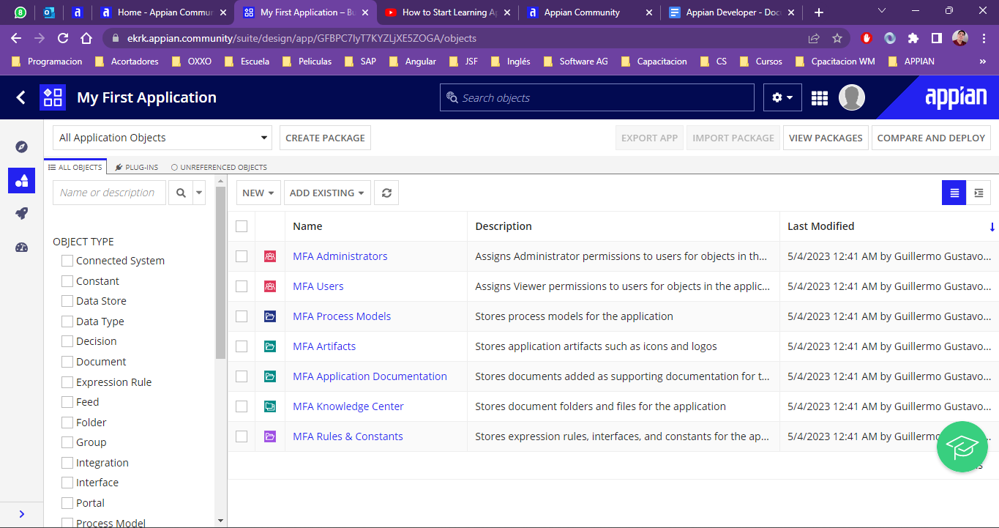 8
Home - Appian Commun
My First Application – Bu
How to Start Learning Ap
Appian Community
Appian Developer - Docu
ekrk.appian.community/suite/design/app/GFBPC7IyT7KYZLjXE5ZOGA/objects
Programacion Acortadores OXXO Escuela Peliculas SAP Angular JSF Inglés Software AG Capacitacion CS Cursos Cpacitacion WM APPIAN »
My First Application
Search objects
appian
All Application Objects
CREATE PACKAGE
EXPORT APP
IMPORT PACKAGE
VIEW PACKAGES
COMPARE AND DEPLOY
ALL OBJECTS
PLUG-INS
UNREFERENCED OBJECTS
Name or description
OBJECT TYPE
Connected System
Constant
Data Store
Data Type
Decision
Document
Expression Rule
Feed
Folder
Group
Integration
Interface
Portal
Process Model
NEW
ADD EXISTING
Name Description Last Modified
MFA Administrators Assigns Administrator permissions to users for objects in th... 5/4/2023 12:41 AM by Guillermo Gustavo...
MFA Users Assigns Viewer permissions to users for objects in the applic... 5/4/2023 12:41 AM by Guillermo Gustavo...
MFA Process Models Stores process models for the application 5/4/2023 12:41 AM by Guillermo Gustavo...
MFA Artifacts Stores application artifacts such as icons and logos 5/4/2023 12:41 AM by Guillermo Gustavo...
MFA Application Documentation Stores documents added as supporting documentation for t... 5/4/2023 12:41 AM by Guillermo Gustavo...
MFA Knowledge Center Stores document folders and files for the application 5/4/2023 12:41 AM by Guillermo Gustavo...
MFA Rules & Constants Stores expression rules, interfaces, and constants for the ap... 5/4/2023 12:41 AM by Guillermo